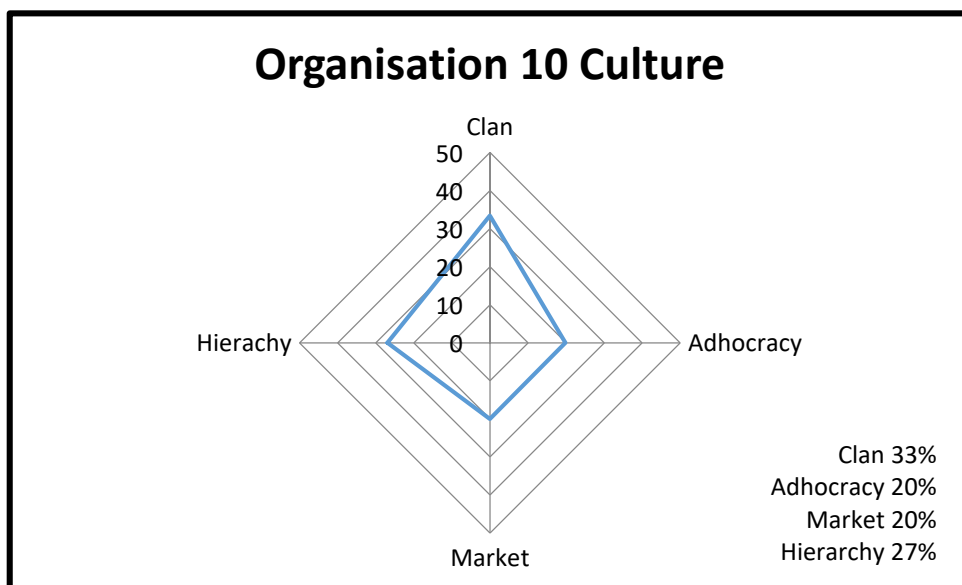 Organisation 10 Culture
Clan
50
40
30
20
10
0
Hierachy
Adhocracy
Market
Clan 33%
Adhocracy 20%
Market 20%
Hierarchy 27%